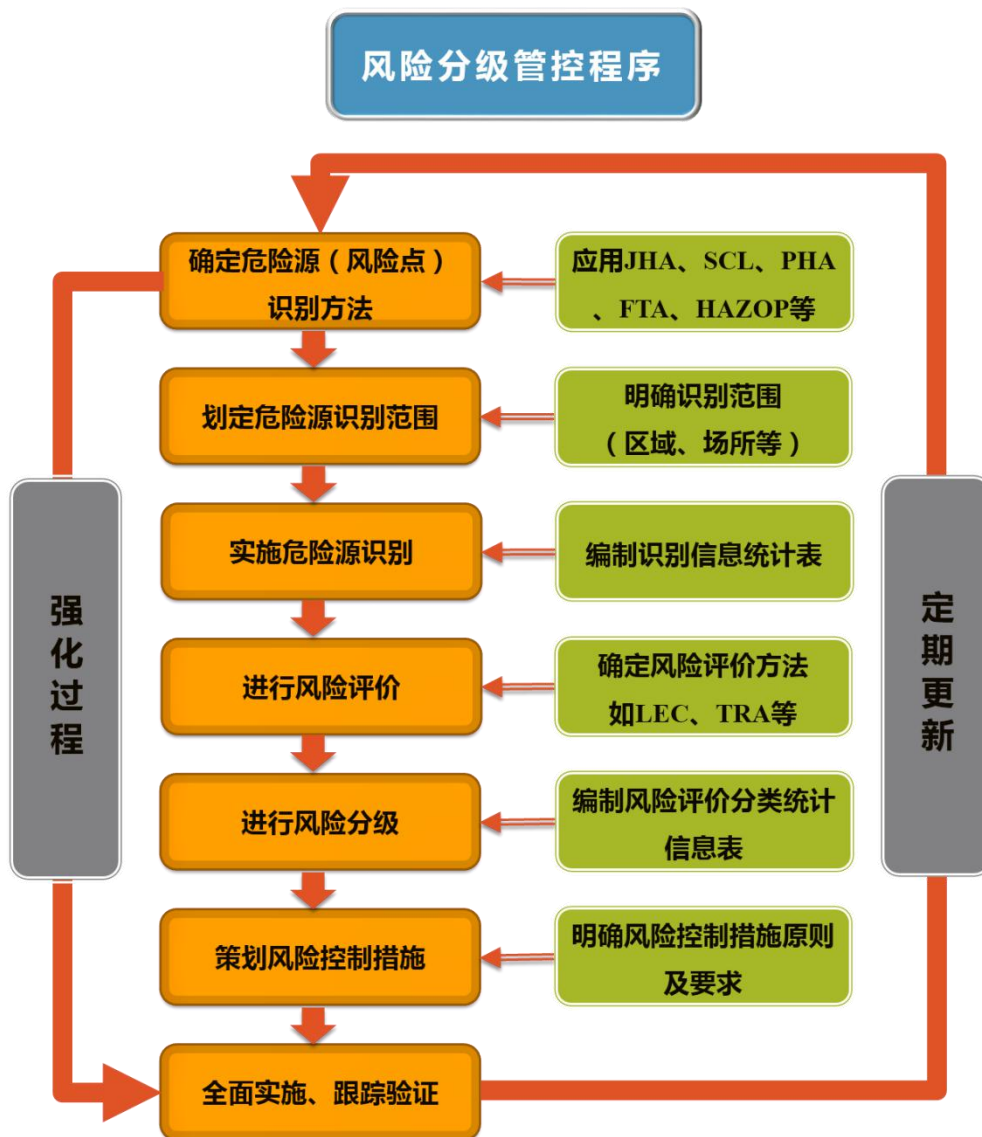 风险分级管控程序
确定危险源（风险点）
识别方法
应用JHA、SCL、PHA
、FTA、HAZOP等
划定危险源识别范围
明确识别范围
（区域、场所等）
实施危险源识别
编制识别信息统计表
进行风险评价
确定风险评价方法
如LEC、TRA等
进行风险分级
编制风险评价分类统计
信息表
策划风险控制措施
明确风险控制措施原则
及要求
全面实施、跟踪验证
强化过程
定期更新